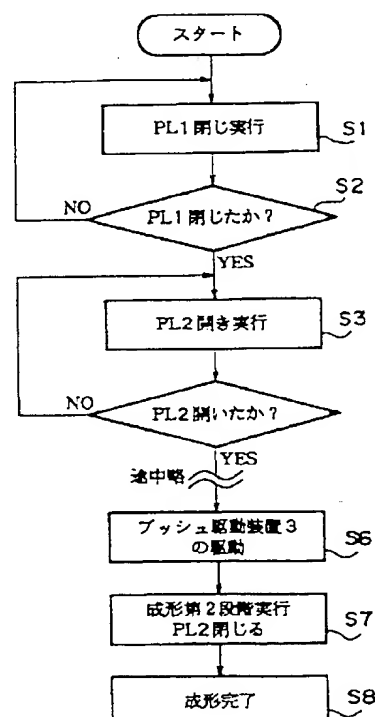 スタート
PL1閉じ実行
S1
S2
PL1閉じたか？
NO
YES
PL2開き実行
S3
PL2開いたか？
NO
YES
途中略
ブッシュ駆動装置3
の駆動
S6
成形第2段階実行
PL2閉じる
S7
成形完了
S8